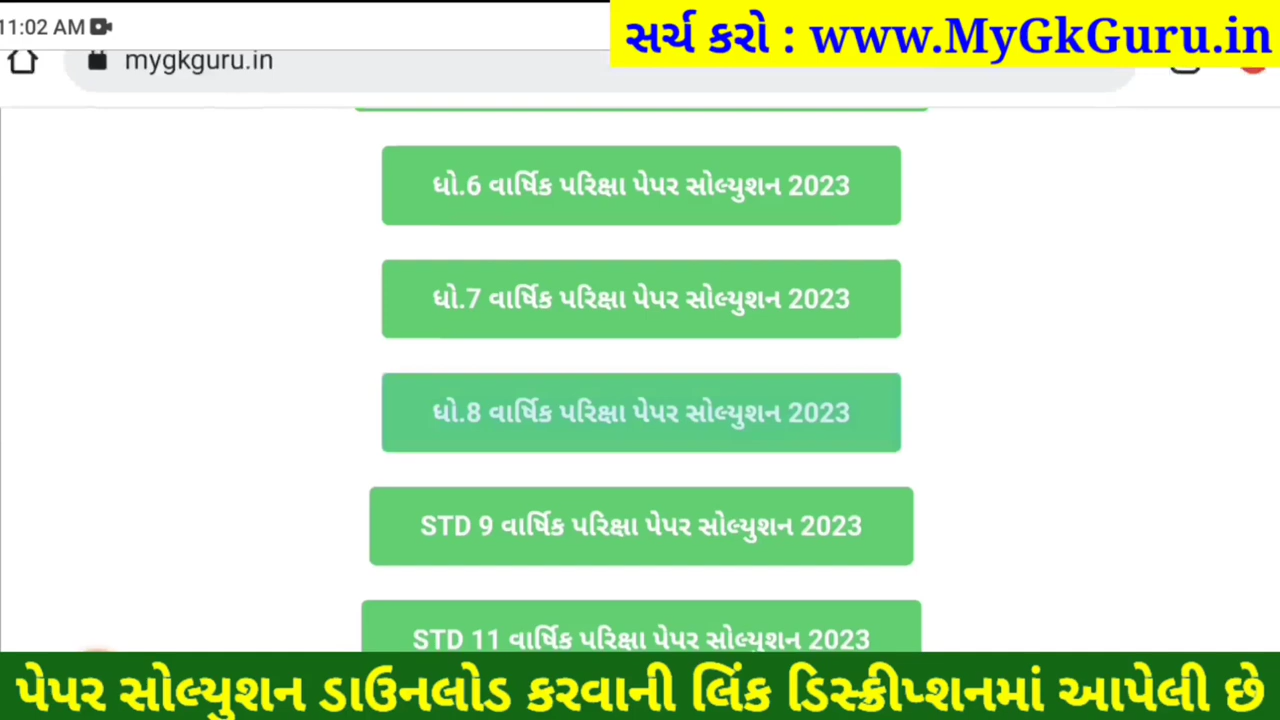 11:02 AM
સર્ચ કરો : www.MyGkGuru.in
mygkguru.in
ધો.6 વાર્ષિક પરિક્ષા પેપર સોલ્યુશન 2023
ધો.7 વાર્ષિક પરિક્ષા પેપર સોલ્યુશન 2023
ધો.8 વાર્ષિક પરિક્ષા પેપર સોલ્યુશન 2023
STD 9 વાર્ષિક પરિક્ષા પેપર સોલ્યુશન 2023
STD 11 વાર્ષિક પરિક્ષા પેપર સોલ્યુશન 2023
પેપર સોલ્યુશન ડાઉનલોડ કરવાની લિંક ડિસ્ક્રીપ્શનમાં આપેલી છે